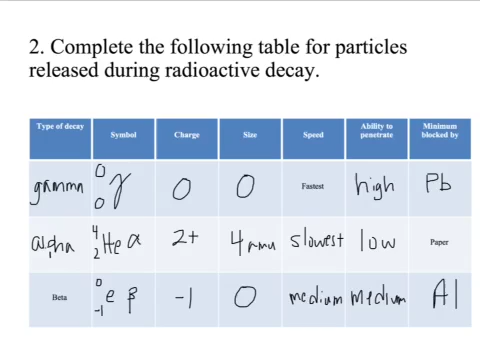 2. Complete the following table for particles
released during radioactive decay.
Type of decay Symbol Charge Size Speed Ability to penetrate Minimum blocked by
gamma 0 0 γ 0 0 Fastest high Pb
alpha 4 2 He α 2+ 4 amu slowest low Paper
Beta 0 -1 e β -1 0 medium medium Al